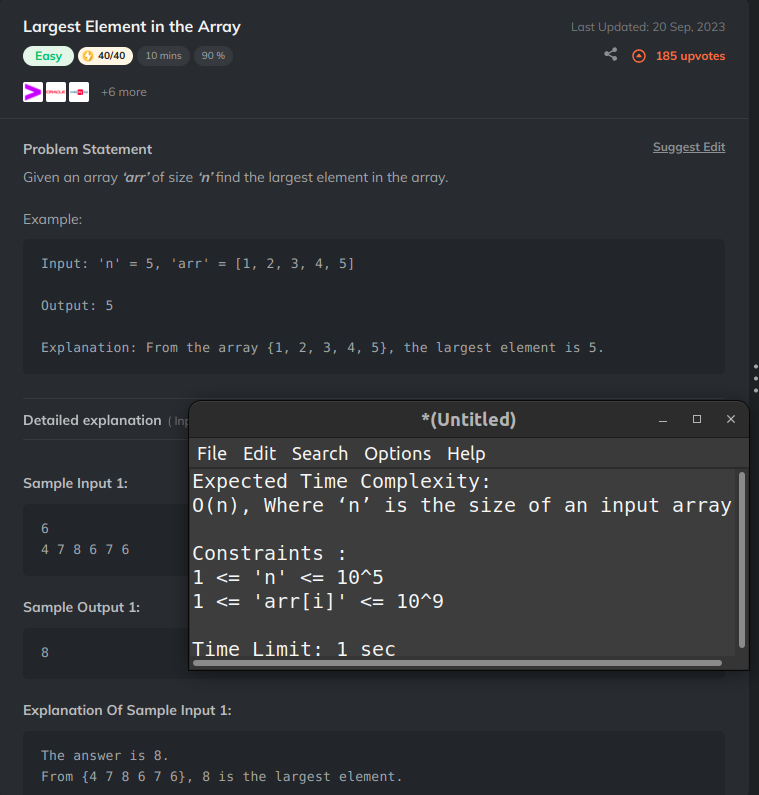 Largest Element in the Array
Last Updated: 20 Sep, 2023
Easy
40/40
10 mins
90 %
185 upvotes
ORACLE
+6 more
Problem Statement
Suggest Edit
Given an array ‘arr’ of size ‘n’ find the largest element in the array.
Example:
Input: 'n' = 5, 'arr' = [1, 2, 3, 4, 5]
Output: 5
Explanation: From the array {1, 2, 3, 4, 5}, the largest element is 5.
Detailed explanation
*(Untitled)
File Edit Search Options Help
Expected Time Complexity:
O(n), Where ‘n’ is the size of an input array
Constraints :
1 <= 'n' <= 10^5
1 <= 'arr[i]' <= 10^9
Time Limit: 1 sec
Sample Input 1:
6
4 7 8 6 7 6
Sample Output 1:
8
Explanation Of Sample Input 1:
The answer is 8.
From {4 7 8 6 7 6}, 8 is the largest element.